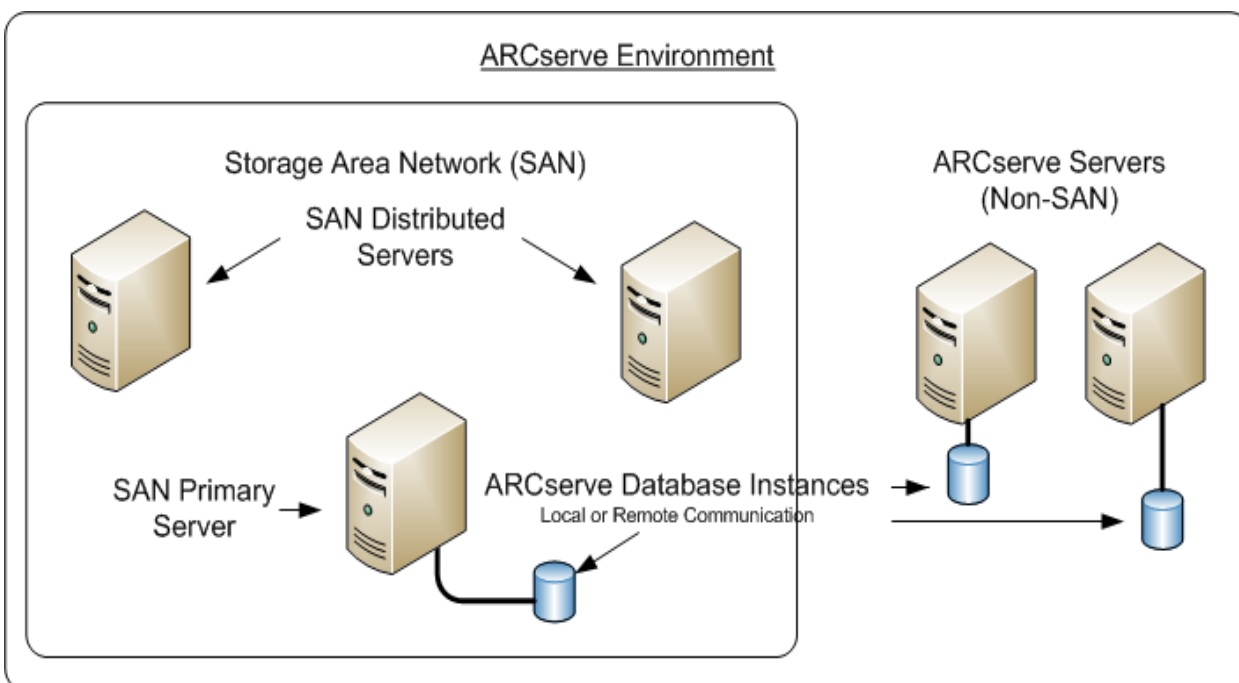 ARCserve Environment
Storage Area Network (SAN)
SAN Distributed
Servers
ARCserve Servers
(Non-SAN)
SAN Primary
Server
ARCserve Database Instances
Local or Remote Communication